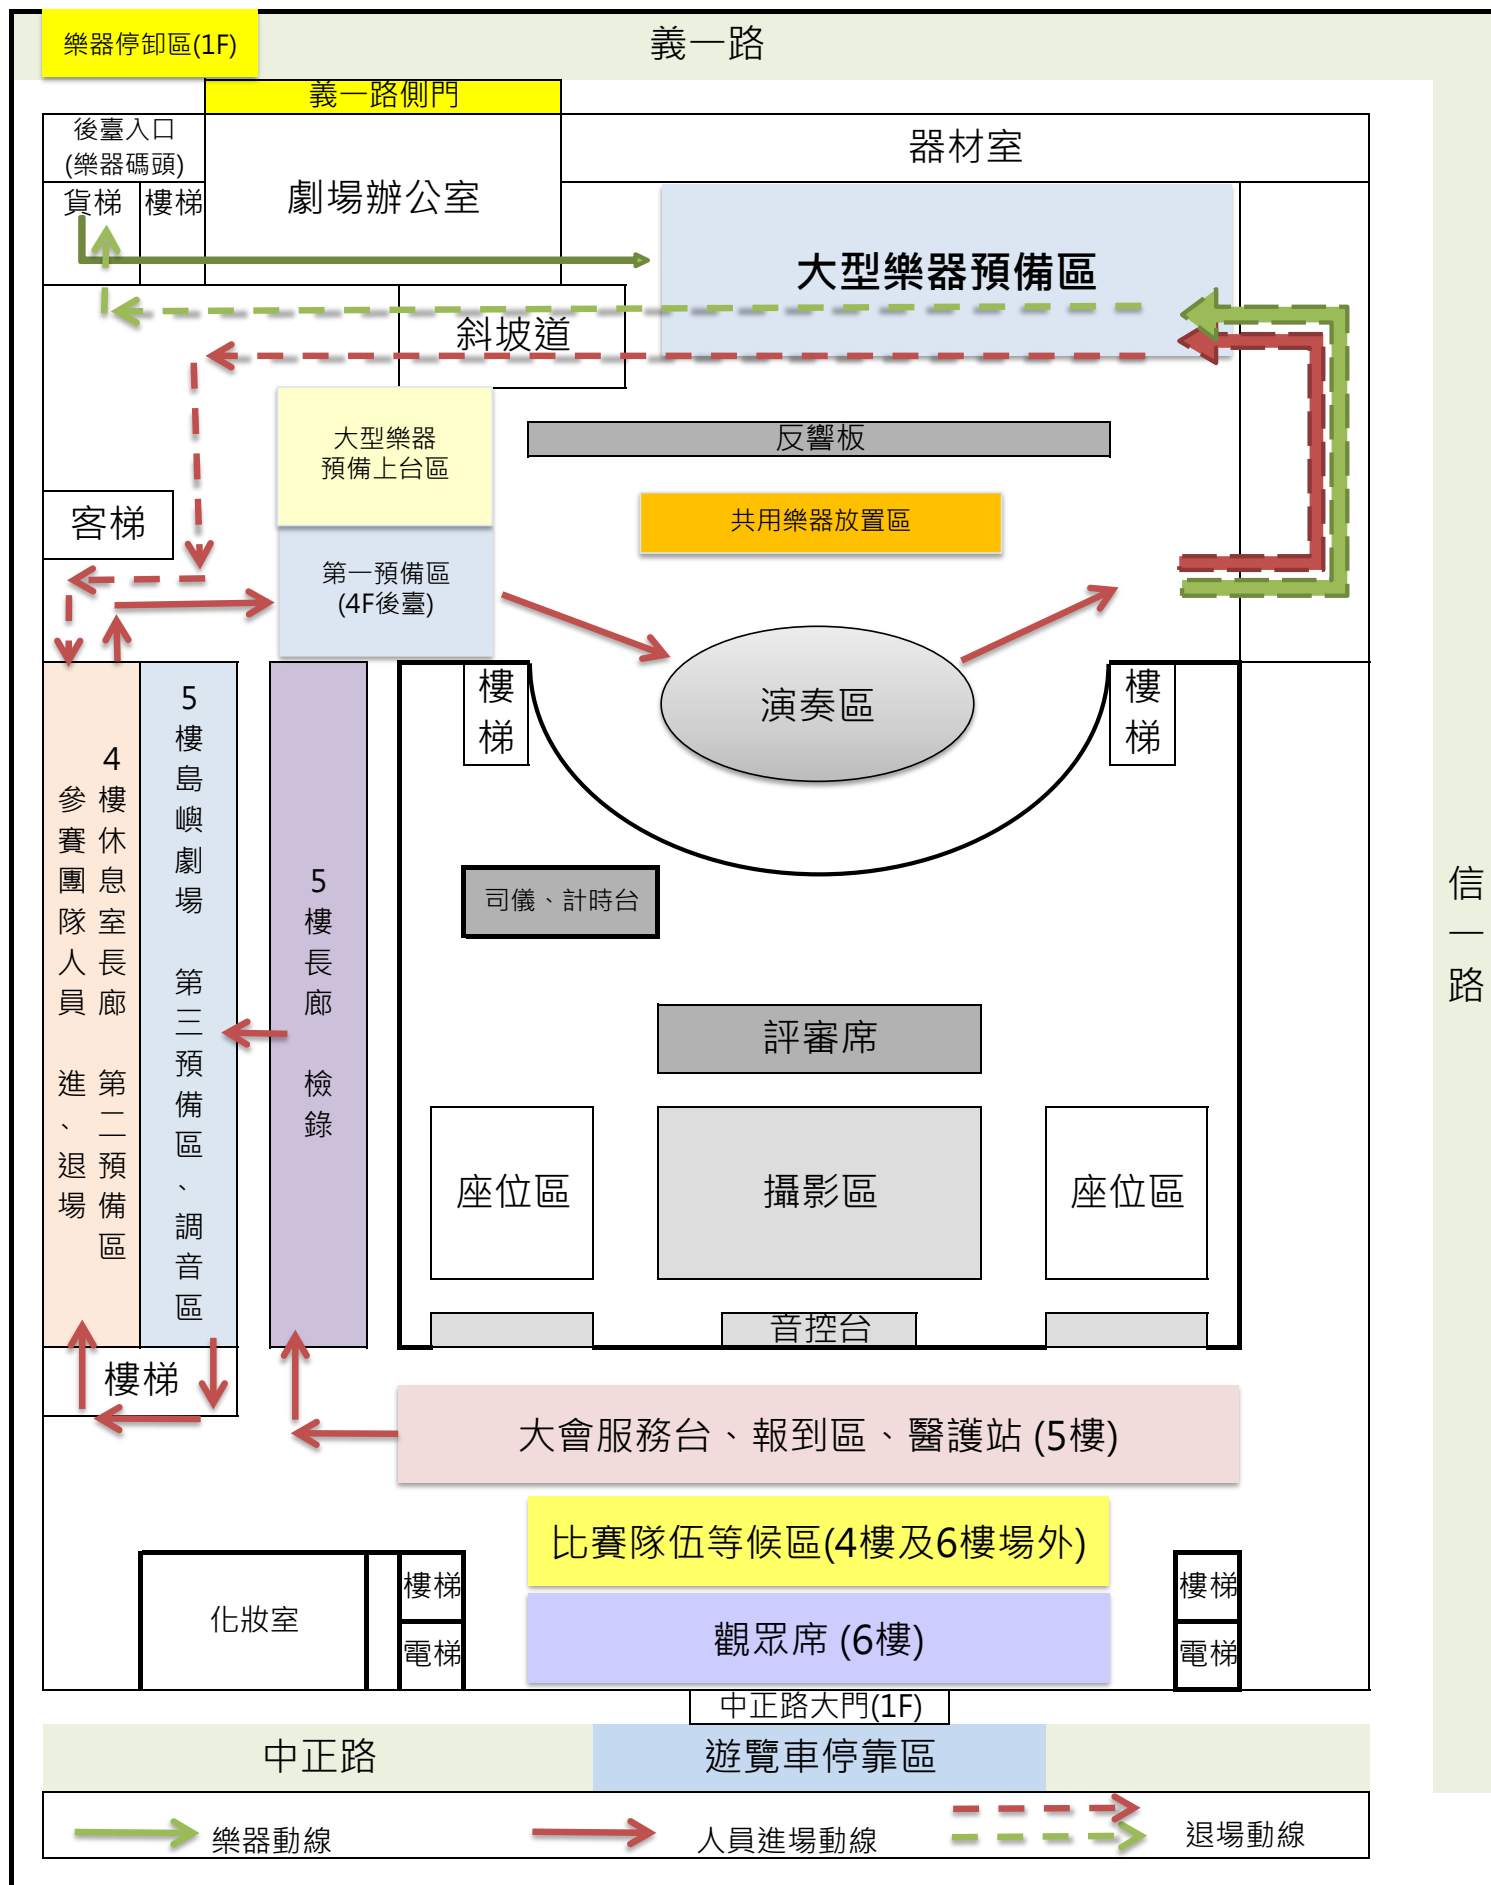 樂器停卸區(1F)
義一路
義一路側門
後臺入口
(樂器碼頭)
器材室
貨梯
樓梯
劇場辦公室
大型樂器預備區
斜坡道
大型樂器
預備上台區
反響板
客梯
共用樂器放置區
第一預備區
(4F後臺)
樓梯
演奏區
樓梯
4樓休息室長廊 第二預備區
參賽團隊人員 進、退場
5樓島嶼劇場 第三預備區、調音區
5樓長廊 檢錄
司儀、計時台
信一路
評審席
座位區
攝影區
座位區
音控台
樓梯
大會服務台、報到區、醫護站 (5樓)
比賽隊伍等候區(4樓及6樓場外)
化妝室
樓梯
電梯
觀眾席 (6樓)
樓梯
電梯
中正路大門(1F)
中正路
遊覽車停靠區
樂器動線
人員進場動線
退場動線